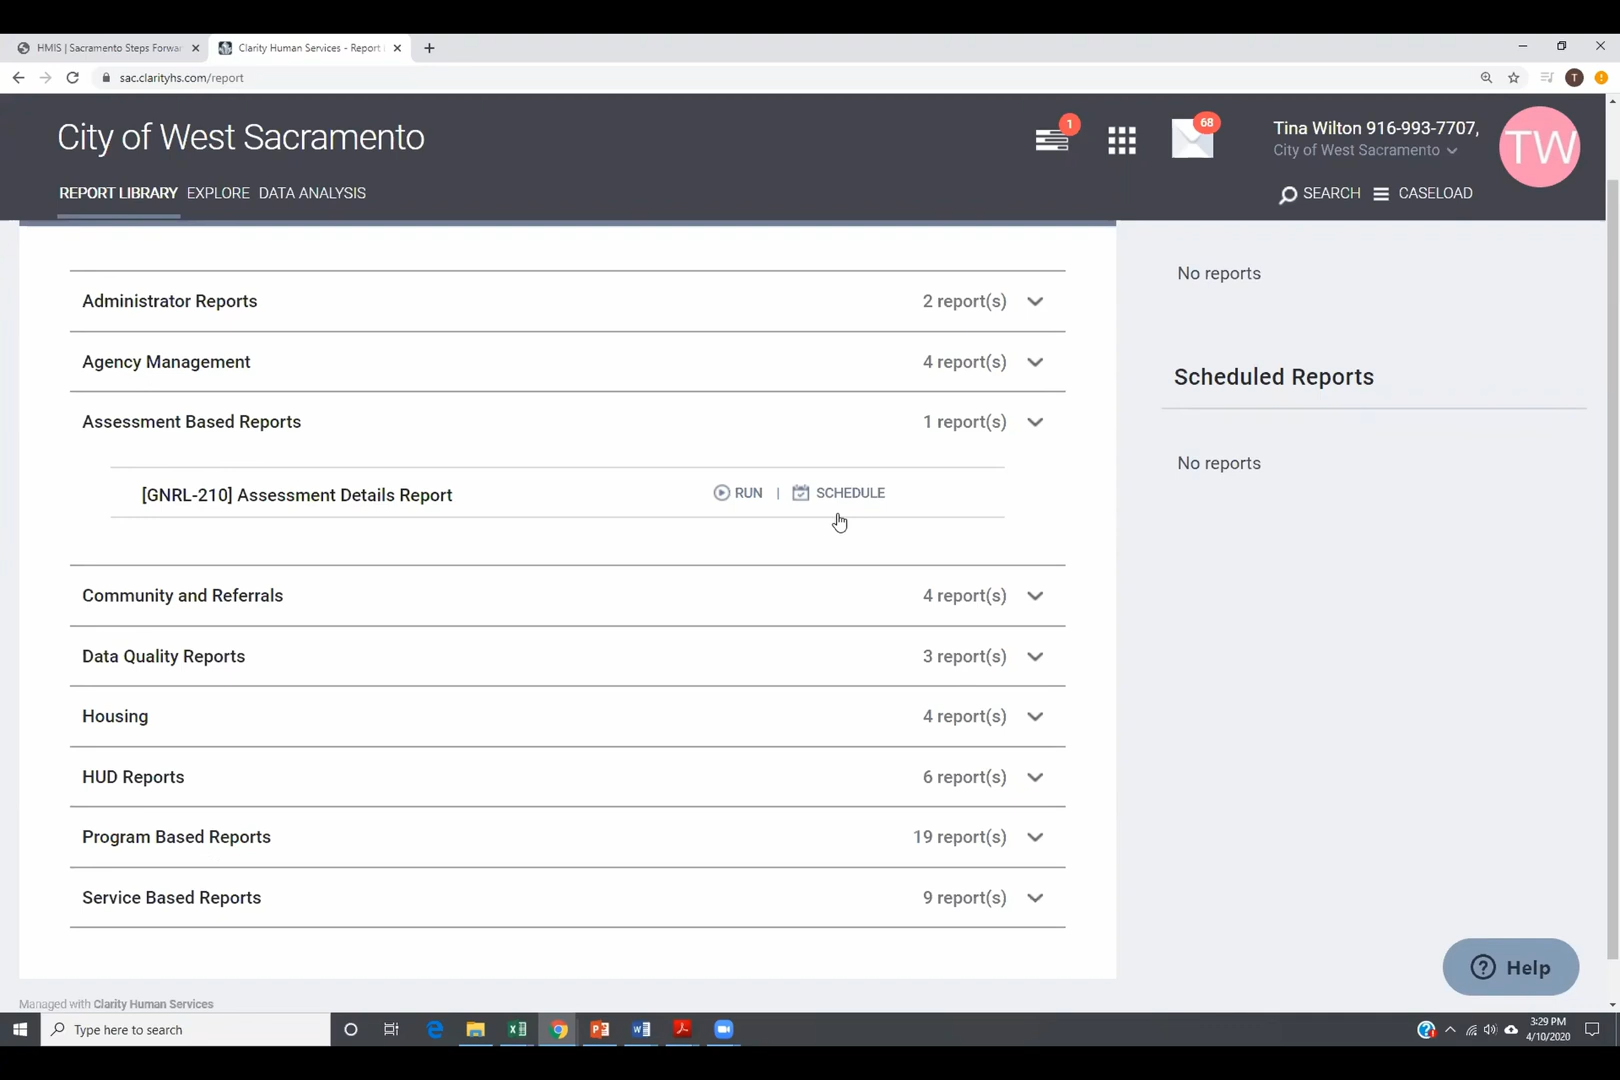 HMIS | Sacramento Steps Forwa
Clarity Human Services - Report
sac.clarityhs.com/report
T
City of West Sacramento
1
68
Tina Wilton 916-993-7707,
City of West Sacramento
TW
REPORT LIBRARY EXPLORE DATA ANALYSIS
SEARCH CASELOAD
Administrator Reports 2 report(s)
Agency Management 4 report(s)
Assessment Based Reports 1 report(s)
[GNRL-210] Assessment Details Report RUN | SCHEDULE
Community and Referrals 4 report(s)
Data Quality Reports 3 report(s)
Housing 4 report(s)
HUD Reports 6 report(s)
Program Based Reports 19 report(s)
Service Based Reports 9 report(s)
No reports
Scheduled Reports
No reports
Help
Managed with Clarity Human Services
Type here to search
3:29 PM
4/10/2020